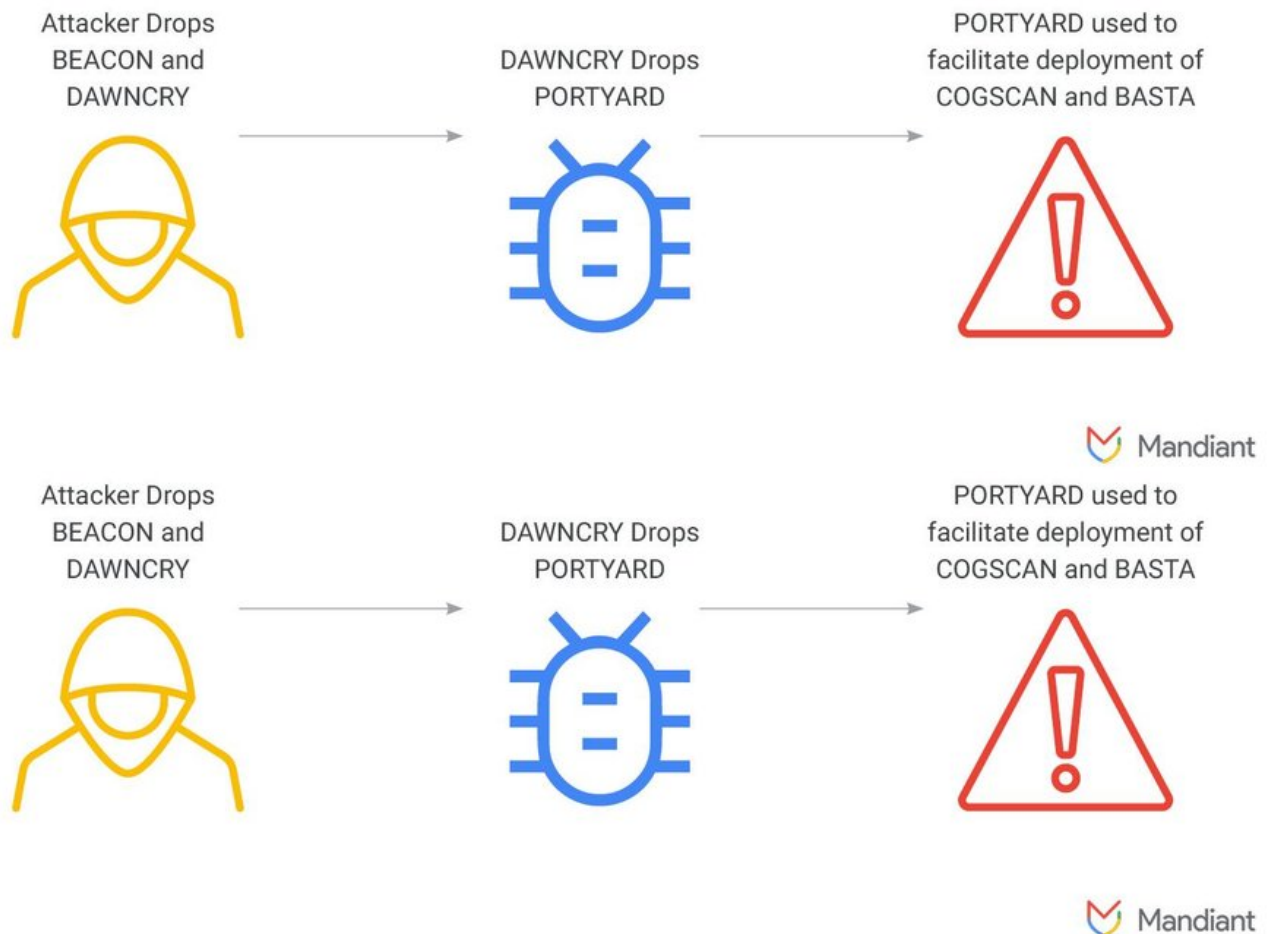 Attacker Drops
BEACON and
DAWNCRY
DAWNCRY Drops
PORTYARD
PORTYARD used to
facilitate deployment of
COGSCAN and BASTA
Mandiant
Attacker Drops
BEACON and
DAWNCRY
DAWNCRY Drops
PORTYARD
PORTYARD used to
facilitate deployment of
COGSCAN and BASTA
Mandiant